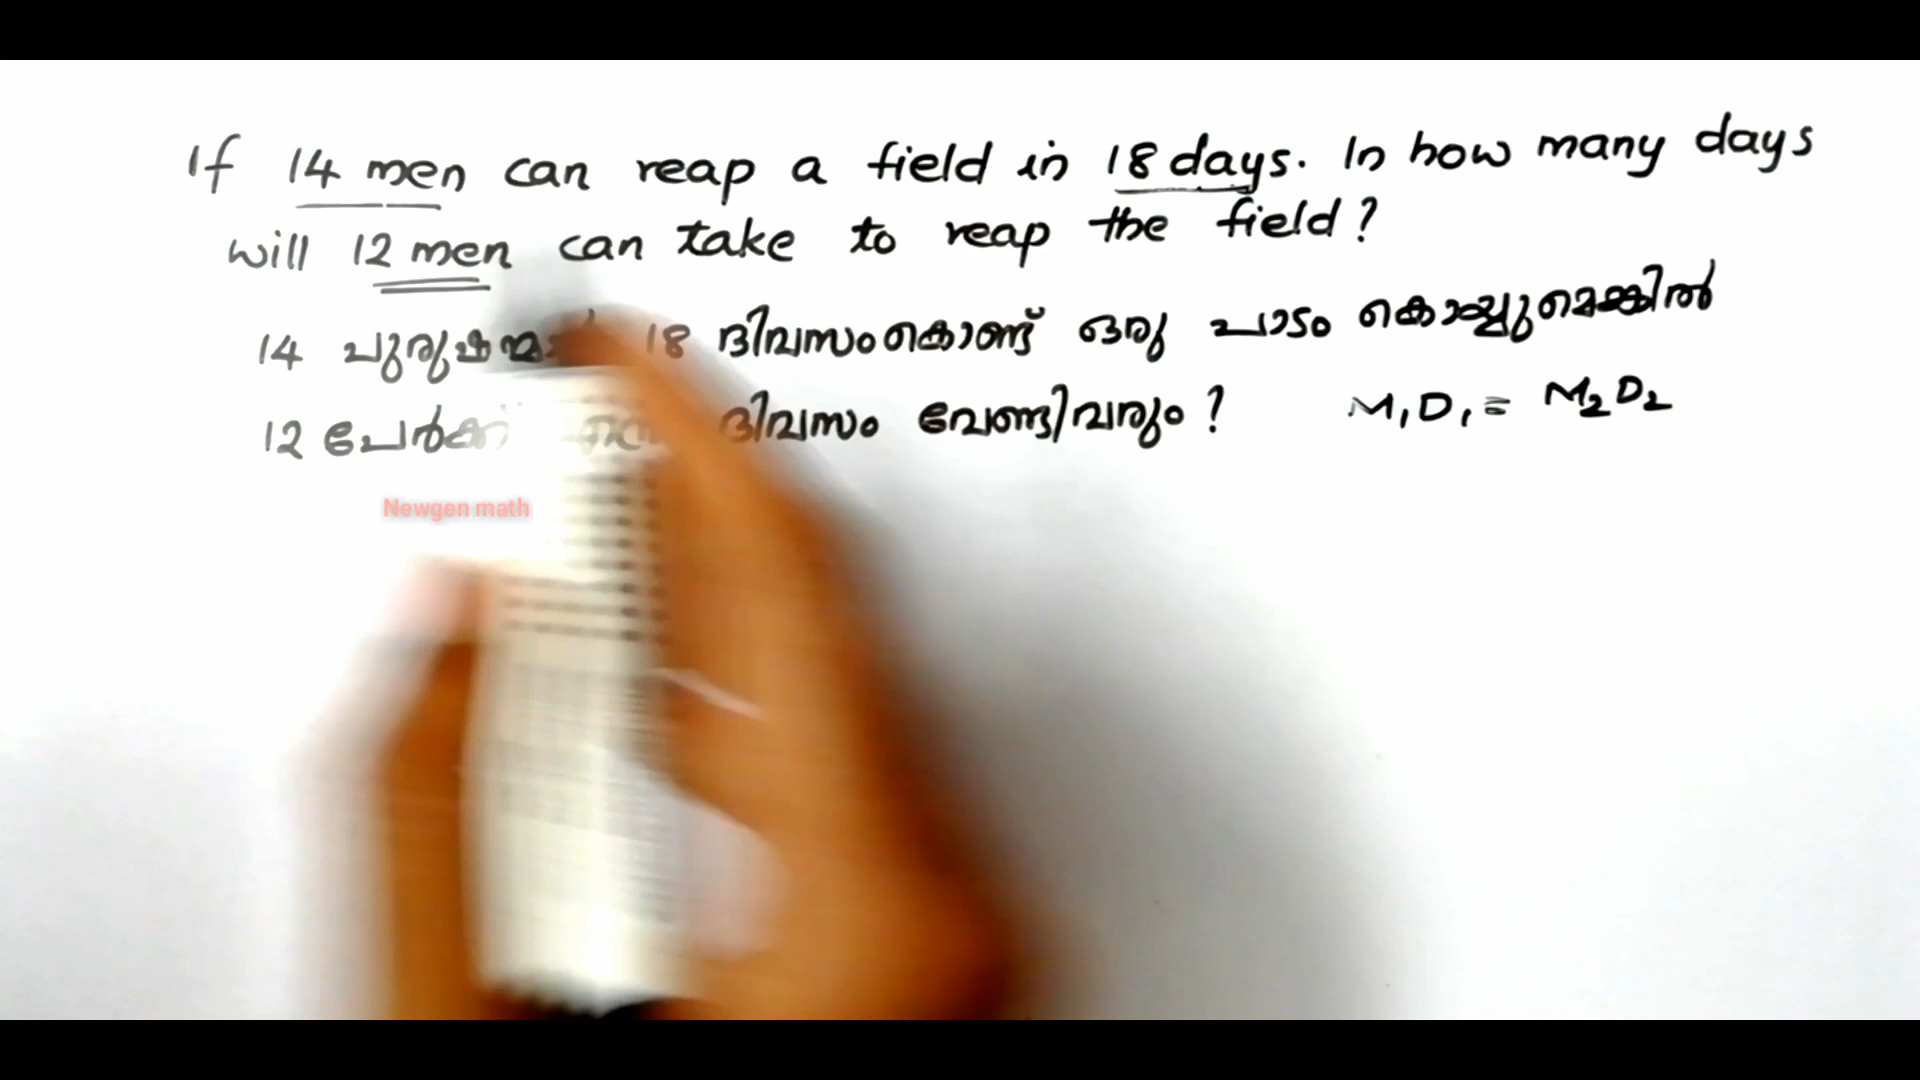 If 14 men can reap a field in 18 days. In how many days
will 12 men can take to reap the field?
14 18 ദിവസംകൊണ്ട് ഒരു പാടം കൊയ്യുമെങ്കിൽ
12 പേർക്ക് ദിവസം വേണ്ടിവരും? M₁D₁ = M₂D₂
Newgen math